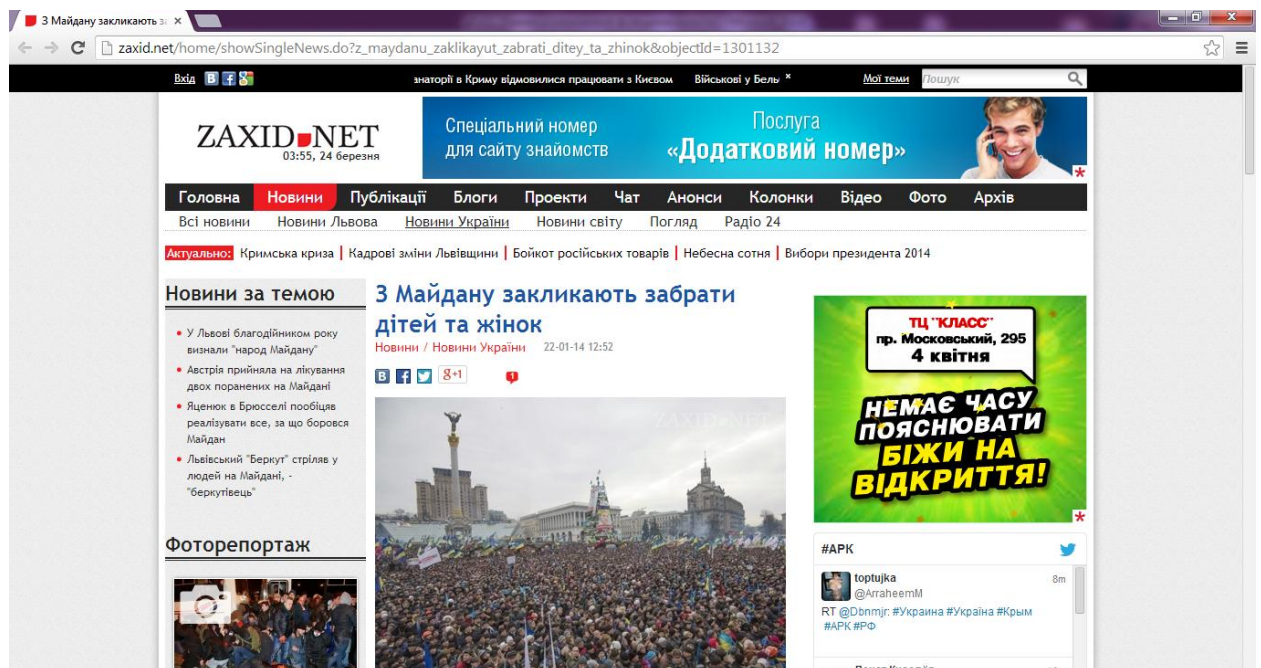 З Майдану закликають за
zaxid.net/home/showSingleNews.do?z_maydanu_zaklikayut_zabrati_ditey_ta_zhinok&objectId=1301132
Вхід
знаторії в Криму відмовилися працювати з Києвом Військові у Бель
Мої теми Пошук
ZAXID.NET
03:55, 24 березня
Спеціальний номер
для сайту знайомств
Послуга
«Додатковий номер»
Головна Новини Публікації Блоги Проекти Чат Анонси Колонки Відео Фото Архів
Всі новини Новини Львова Новини України Новини світу Погляд Радіо 24
Актуально: Кримська криза | Кадрові зміни Львівщини | Бойкот російських товарів | Небесна сотня | Вибори президента 2014
Новини за темою
У Львові благодійником року
визнали "народ Майдану"
Австрія прийняла на лікування
двох поранених на Майдані
Яценюк в Брюсселі пообіцяв
реалізувати все, за що боровся
Майдан
Львівський "Беркут" стріляв у
людей на Майдані, -
"беркутівець"
Фоторепортаж
З Майдану закликають забрати
дітей та жінок
Новини / Новини України 22-01-14 12:52
B f g+1 1
ZAXID.NET
ТЦ "КЛАСС"
пр. Московський, 295
4 квітня
НЕМАЄ ЧАСУ
ПОЯСНЮВАТИ
БІЖИ НА
ВІДКРИТТЯ!
#АРК
toptujka 8m
@ArraheemM
RT @Dbnmjr: #Украина #Україна #Крым
#АРК #РФ